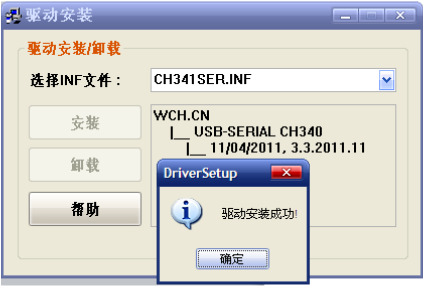 驱动安装
驱动安装/卸载
选择INF文件：
CH341SER.INF
安装
WCH.CN
|__ USB-SERIAL CH340
|__ 11/04/2011, 3.3.2011.11
卸载
DriverSetup
驱动安装成功!
帮助
确定